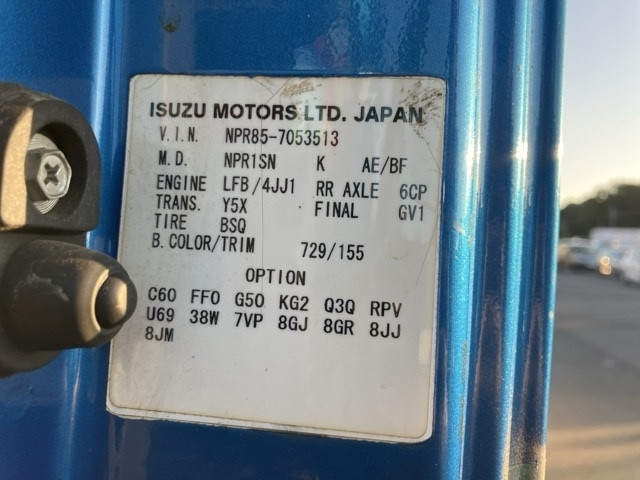 ISUZU MOTORS LTD. JAPAN
V.I.N. NPR85-7053513
M.D. NPR1SN K AE/BF
ENGINE LFB/4JJ1 RR AXLE 6CP
TRANS. Y5X FINAL GV1
TIRE BSQ
B.COLOR/TRIM 729/155
OPTION
C60 FF0 G50 KG2 Q3Q RPV
U69 38W 7VP 8GJ 8GR 8JJ
8JM